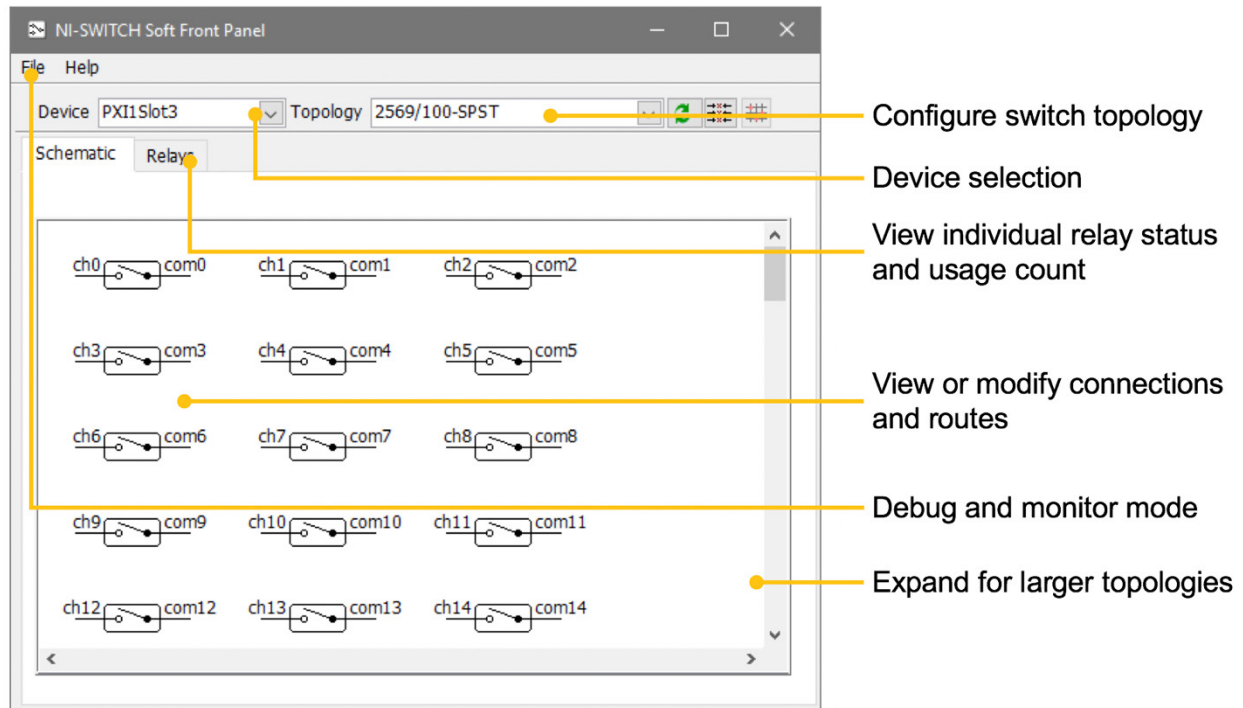 NI-SWITCH Soft Front Panel
File Help
Device PXI1Slot3 Topology 2569/100-SPST
Schematic Relays
ch0 com0 ch1 com1 ch2 com2
ch3 com3 ch4 com4 ch5 com5
ch6 com6 ch7 com7 ch8 com8
ch9 com9 ch10 com10 ch11 com11
ch12 com12 ch13 com13 ch14 com14
Configure switch topology
Device selection
View individual relay status
and usage count
View or modify connections
and routes
Debug and monitor mode
Expand for larger topologies